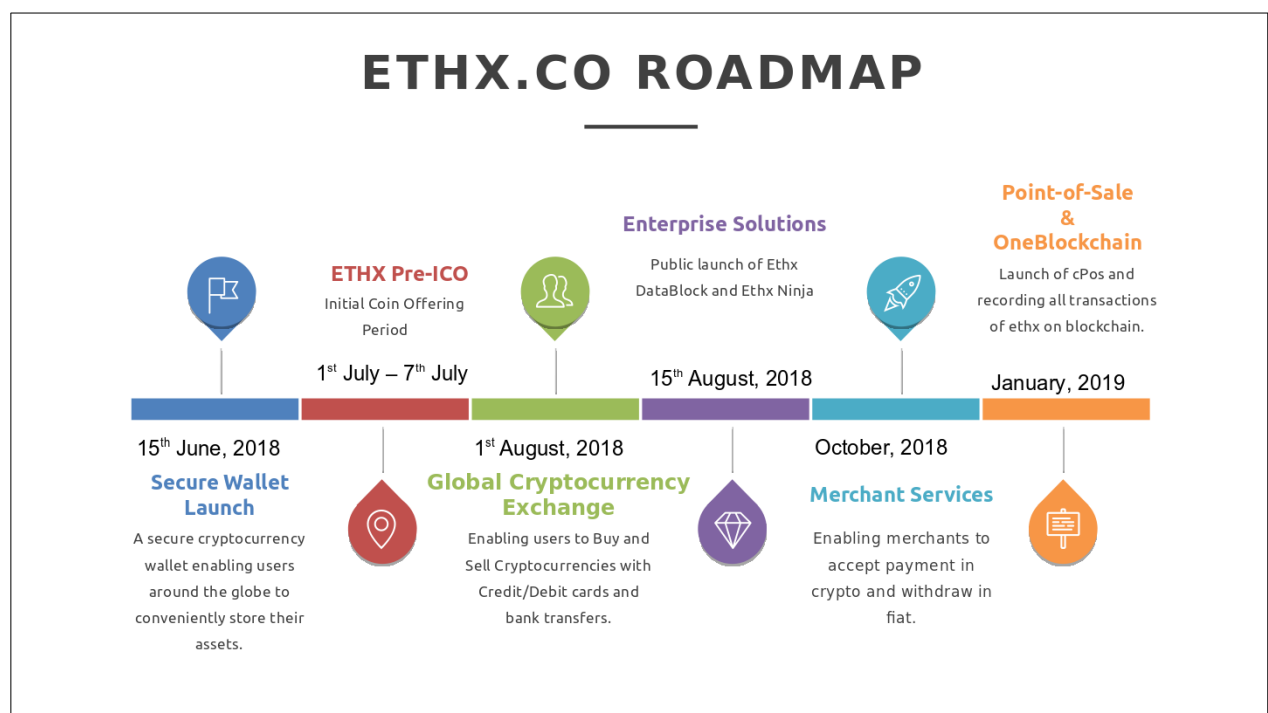 ETHX.CO ROADMAP
15th June, 2018
Secure Wallet
Launch
A secure cryptocurrency
wallet enabling users
around the globe to
conveniently store their
assets.
ETHX Pre-ICO
Initial Coin Offering
Period
1st July – 7th July
1st August, 2018
Global Cryptocurrency
Exchange
Enabling users to Buy and
Sell Cryptocurrencies with
Credit/Debit cards and
bank transfers.
Enterprise Solutions
Public launch of Ethx
DataBlock and Ethx Ninja
15th August, 2018
October, 2018
Merchant Services
Enabling merchants to
accept payment in
crypto and withdraw in
fiat.
Point-of-Sale
&
OneBlockchain
Launch of cPos and
recording all transactions
of ethx on blockchain.
January, 2019